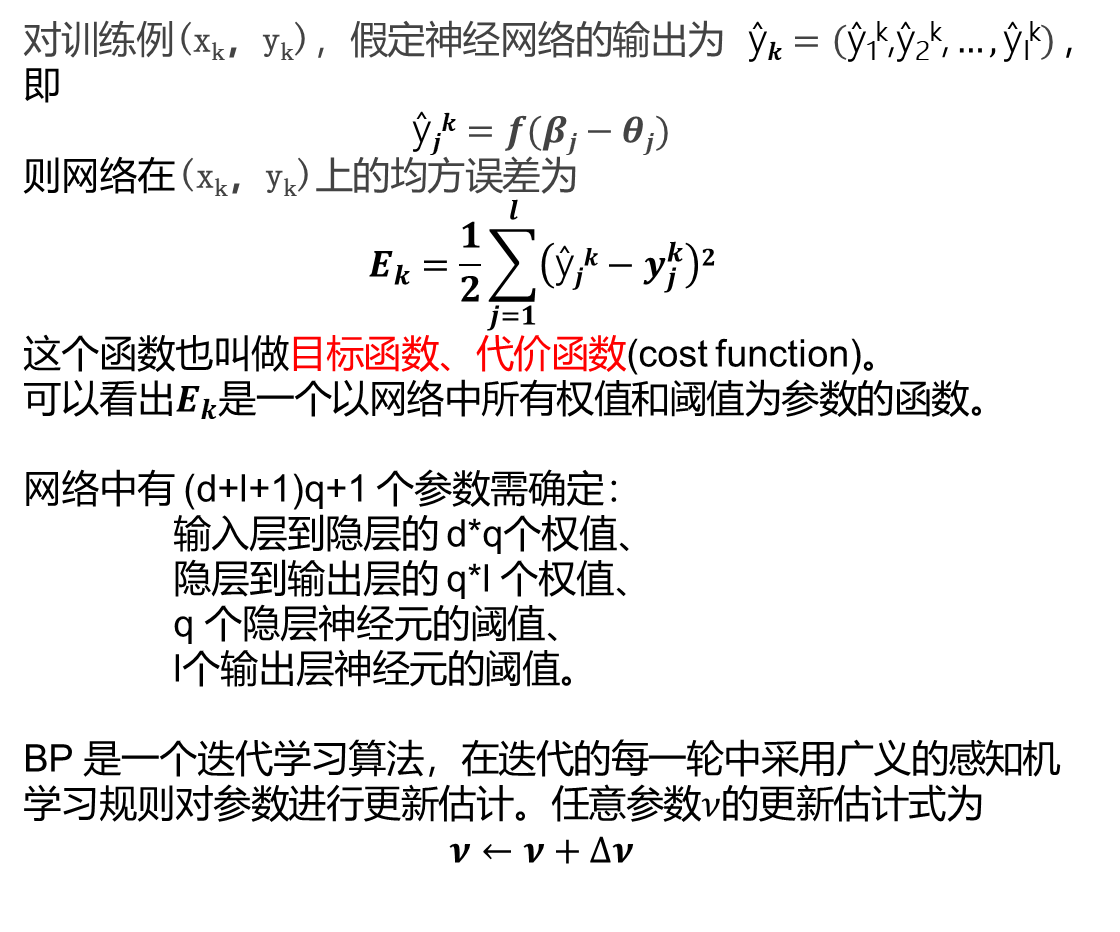 对训练例(xₖ, yₖ), 假定神经网络的输出为 ŷₖ = (ŷ₁ᵏ,ŷ₂ᵏ, …, ŷₗᵏ),
即
ŷⱼᵏ = f(βⱼ − θⱼ)
则网络在(xₖ, yₖ)上的均方误差为
Eₖ = 1/2 ∑ⱼ₌₁ˡ (ŷⱼᵏ − yⱼᵏ)²
这个函数也叫做目标函数、代价函数(cost function)。
可以看出Eₖ是一个以网络中所有权值和阈值为参数的函数。
网络中有 (d+l+1)q+1 个参数需确定：
输入层到隐层的 d*q个权值、
隐层到输出层的 q*l 个权值、
q 个隐层神经元的阈值、
l个输出层神经元的阈值。
BP 是一个迭代学习算法，在迭代的每一轮中采用广义的感知机
学习规则对参数进行更新估计。任意参数ν的更新估计式为
ν ← ν + Δν